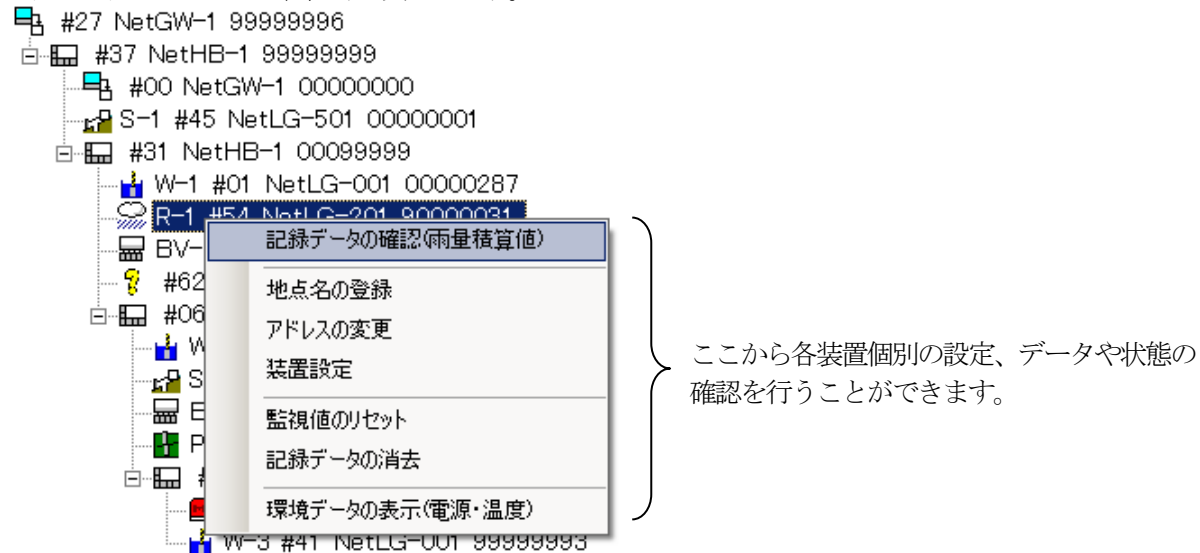 #27 NetGW-1 99999996
#37 NetHB-1 99999999
#00 NetGW-1 00000000
S-1 #45 NetLG-501 00000001
#31 NetHB-1 00099999
W-1 #01 NetLG-001 00000287
R-1 #54 NetLG-201 90000031
記録データの確認(雨量積算値)
BV-
地点名の登録
#62
アドレスの変更
#06
装置設定
W
S
監視値のリセット
E
P
記録データの消去
#
環境データの表示(電源・温度)
W-3 #41 NetLG-001 99999993
ここから各装置個別の設定、データや状態の
確認を行うことができます。